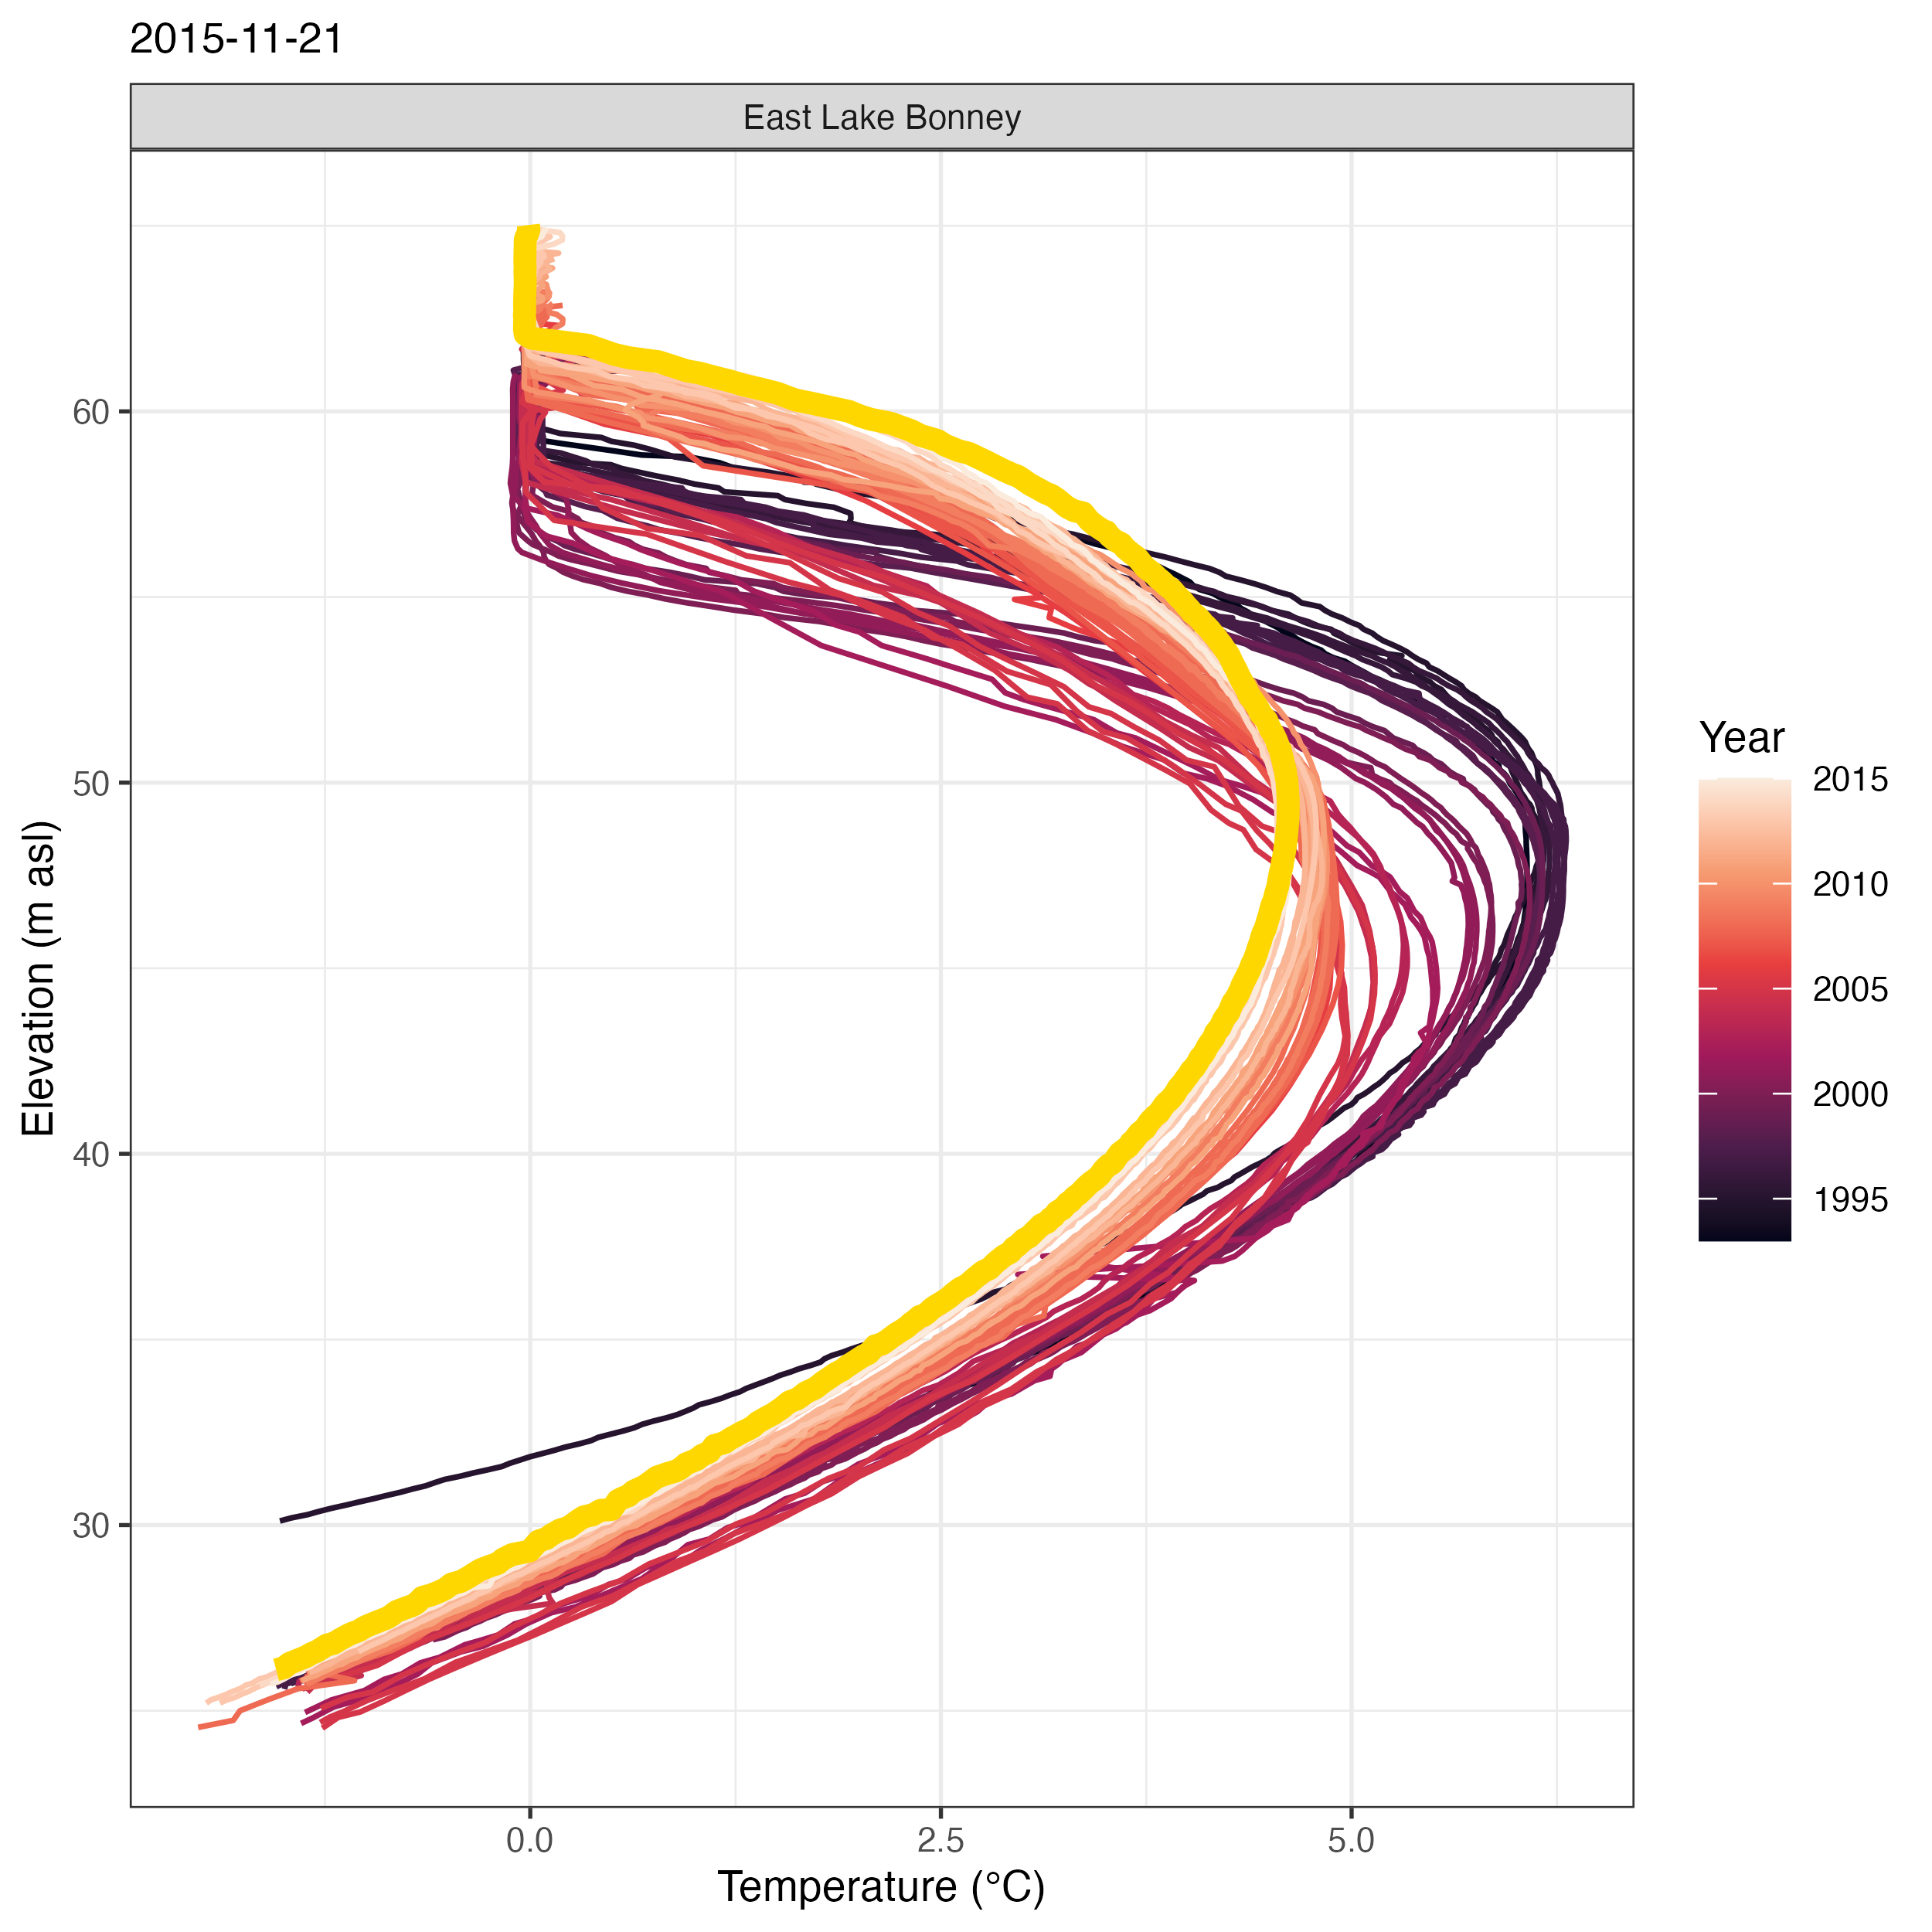 2015-11-21
East Lake Bonney
60
50
40
30
Elevation (m asl)
0.0 2.5 5.0
Temperature (°C)
Year
2015
2010
2005
2000
1995